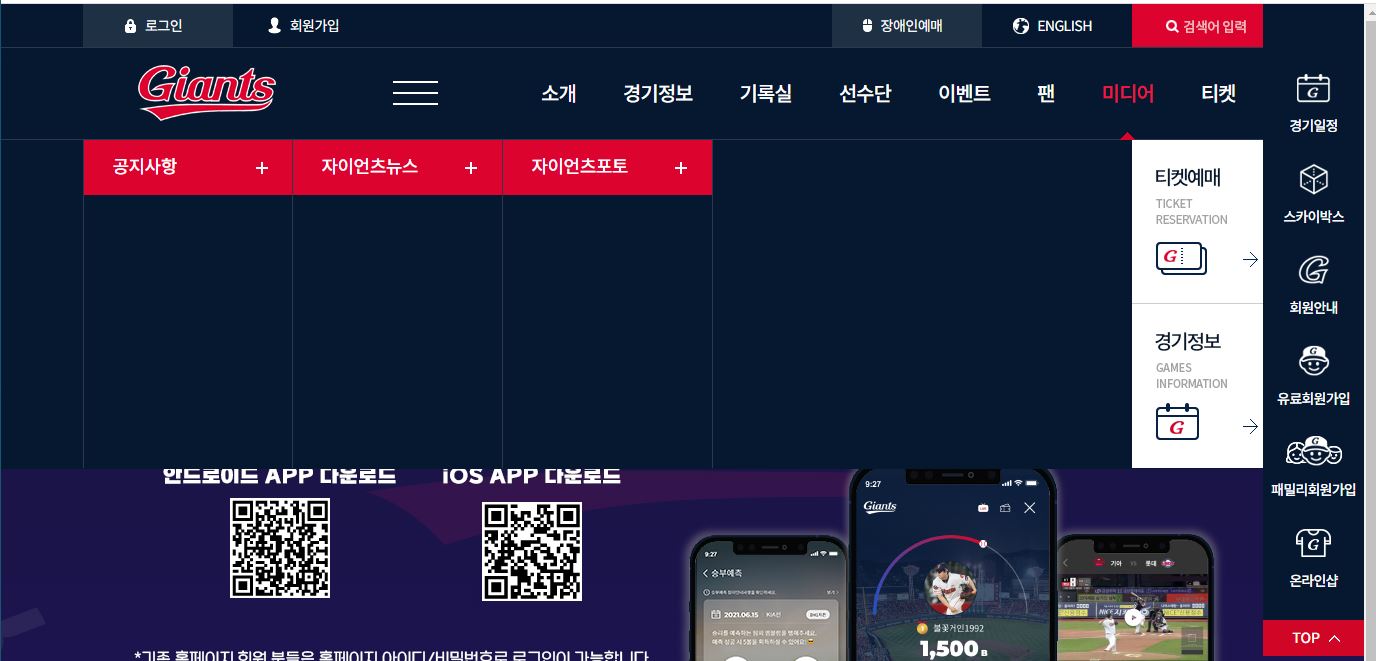 로그인
회원가입
장애인예매
ENGLISH
검색어 입력
Giants
소개
경기정보
기록실
선수단
이벤트
팬
미디어
티켓
공지사항 +
자이언츠뉴스 +
자이언츠포토 +
티켓예매
TICKET
RESERVATION
G
경기정보
GAMES
INFORMATION
G
경기일정
스카이박스
회원안내
유료회원가입
패밀리회원가입
온라인샵
TOP
안드로이드 APP 다운로드
iOS APP 다운로드
*기존 홈페이지 회원 분들은 홈페이지 아이디/비밀번호로 로그인이 가능합니다
9:27
승부예측
2021.06.15
KIA전
9:27
Giants
불꽃거인1992
1,500 B
기아 VS 롯데